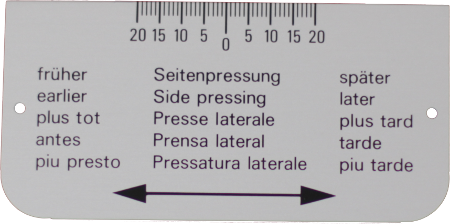 20 15 10 5 0 5 10 15 20
früher Seitenpressung später
earlier Side pressing later
plus tot Presse laterale plus tard
antes Prensa lateral tarde
piu presto Pressatura laterale piu tarde